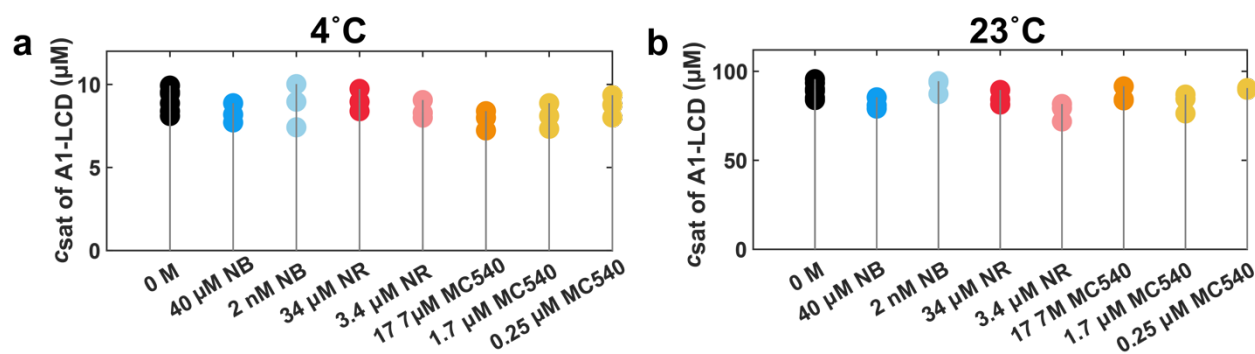 a
4˚C
csat of A1-LCD (µM)
10
5
0
0 M
40 µM NB
2 nM NB
34 µM NR
3.4 µM NR
17 7µM MC540
1.7 µM MC540
0.25 µM MC540
b
23˚C
csat of A1-LCD (µM)
100
50
0
0 M
40 µM NB
2 nM NB
34 µM NR
3.4 µM NR
17 7M MC540
1.7 µM MC540
0.25 µM MC540